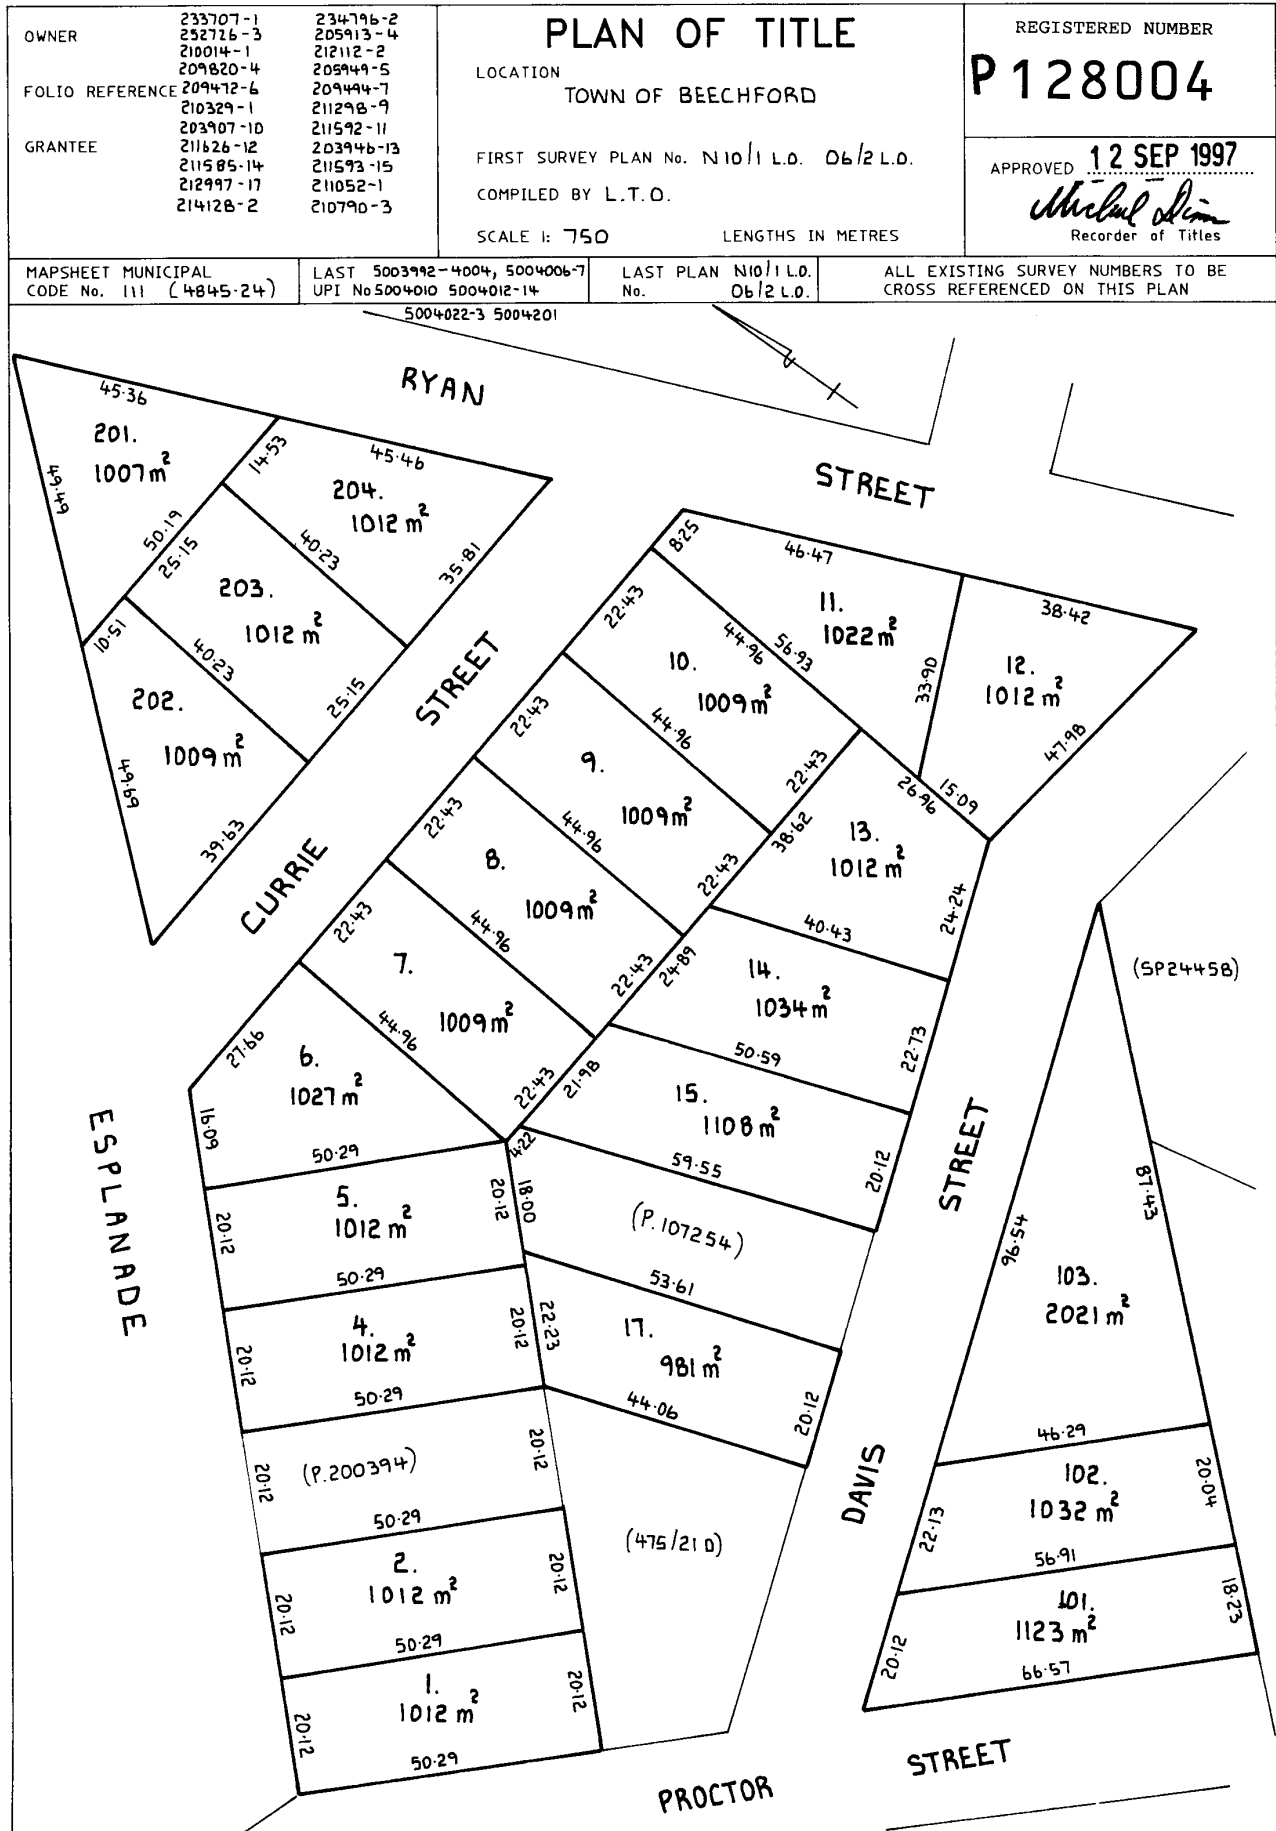 OWNER
FOLIO REFERENCE
GRANTEE
233707-1 234796-2
252726-3 205913-4
210014-1 212112-2
209820-4 205949-5
209472-6 209494-7
210329-1 211298-9
203907-10 211592-11
211626-12 203946-13
211585-14 211593-15
212997-17 211052-1
214128-2 210790-3
PLAN OF TITLE
LOCATION
TOWN OF BEECHFORD
FIRST SURVEY PLAN No. N10/1 L.O. O6/2 L.O.
COMPILED BY L.T.O.
SCALE 1: 750 LENGTHS IN METRES
REGISTERED NUMBER
P128004
APPROVED 12 SEP 1997
Recorder of Titles
MAPSHEET MUNICIPAL
CODE No. 111 (4845-24)
LAST 5003992-4004, 5004006-7
UPI No 5004010 5004012-14
5004022-3 5004201
LAST PLAN N10/1 L.O.
No. O6/2 L.O.
ALL EXISTING SURVEY NUMBERS TO BE
CROSS REFERENCED ON THIS PLAN
RYAN
STREET
45·36
201.
1007m²
49·49
14·53
50·19
45·46
204.
1012 m²
40·23
35·81
25·15
203.
1012 m²
10·51
40·23
25·15
202.
1009 m²
49·69
39·63
CURRIE
STREET
8·25
46·47
11.
1022m²
56·93
33·90
38·42
12.
1012 m²
47·98
15·09
22·43
44·96
10.
1009m²
44·96
22·43
22·43
9.
1009m²
44·96
22·43
22·43
8.
1009m²
44·96
22·43
22·43
7.
1009m²
44·96
22·43
27·66
6.
1027 m²
16·09
50·29
26·96
38·62
13.
1012 m²
24·24
40·43
24·89
14.
1034 m²
22·73
50·59
21·98
15.
1108 m²
20·12
59·55
4·22
18·00
(P.107254)
53·61
22·23
17.
981 m²
20·12
44·06
ESPLANADE
5.
1012 m²
20·12
20·12
50·29
4.
1012 m²
20·12
20·12
50·29
(P.200394)
20·12
20·12
50·29
2.
1012 m²
20·12
20·12
50·29
1.
1012 m²
20·12
20·12
50·29
(475/21 D)
DAVIS
STREET
(SP24458)
87·43
96·54
103.
2021 m²
46·29
102.
1032 m²
20·04
22·13
56·91
101.
1123 m²
18·23
20·12
66·57
PROCTOR
STREET